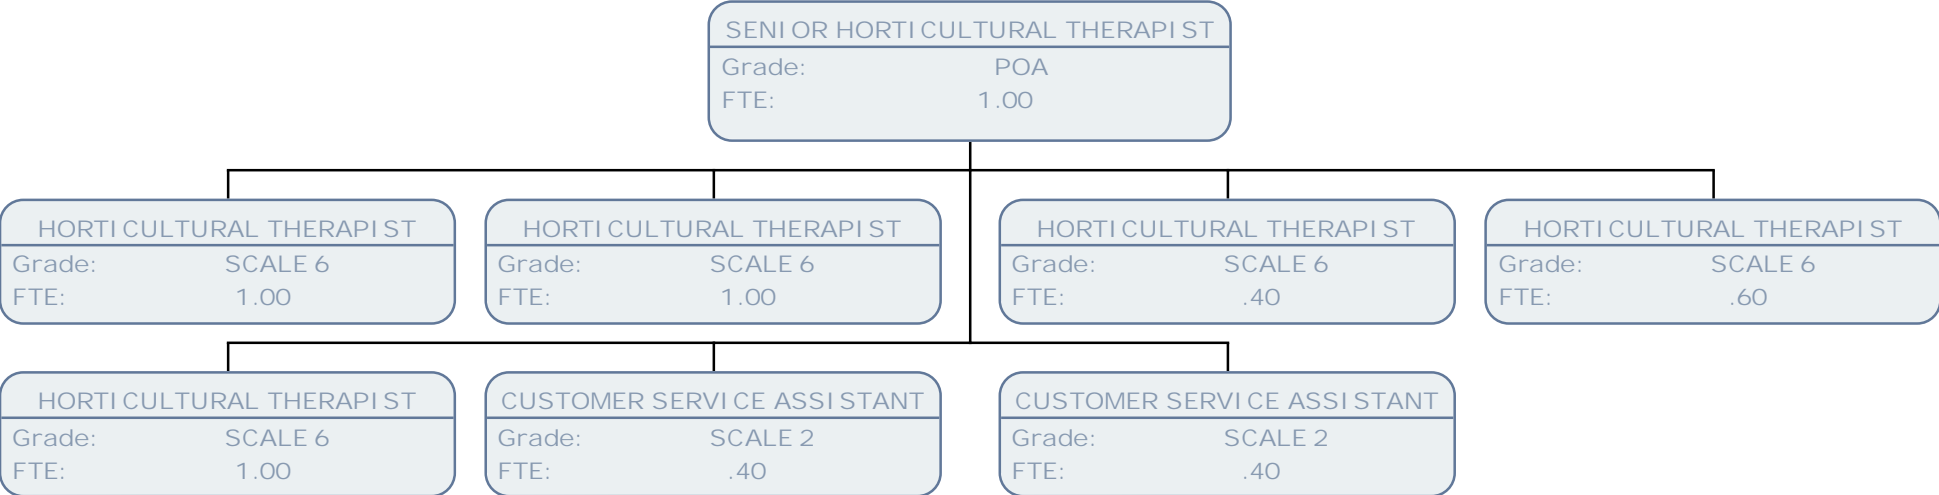 SENIOR HORTICULTURAL THERAPIST
Grade: POA
FTE: 1.00
HORTICULTURAL THERAPIST
Grade: SCALE 6
FTE: 1.00
HORTICULTURAL THERAPIST
Grade: SCALE 6
FTE: 1.00
HORTICULTURAL THERAPIST
Grade: SCALE 6
FTE: .40
HORTICULTURAL THERAPIST
Grade: SCALE 6
FTE: .60
HORTICULTURAL THERAPIST
Grade: SCALE 6
FTE: 1.00
CUSTOMER SERVICE ASSISTANT
Grade: SCALE 2
FTE: .40
CUSTOMER SERVICE ASSISTANT
Grade: SCALE 2
FTE: .40